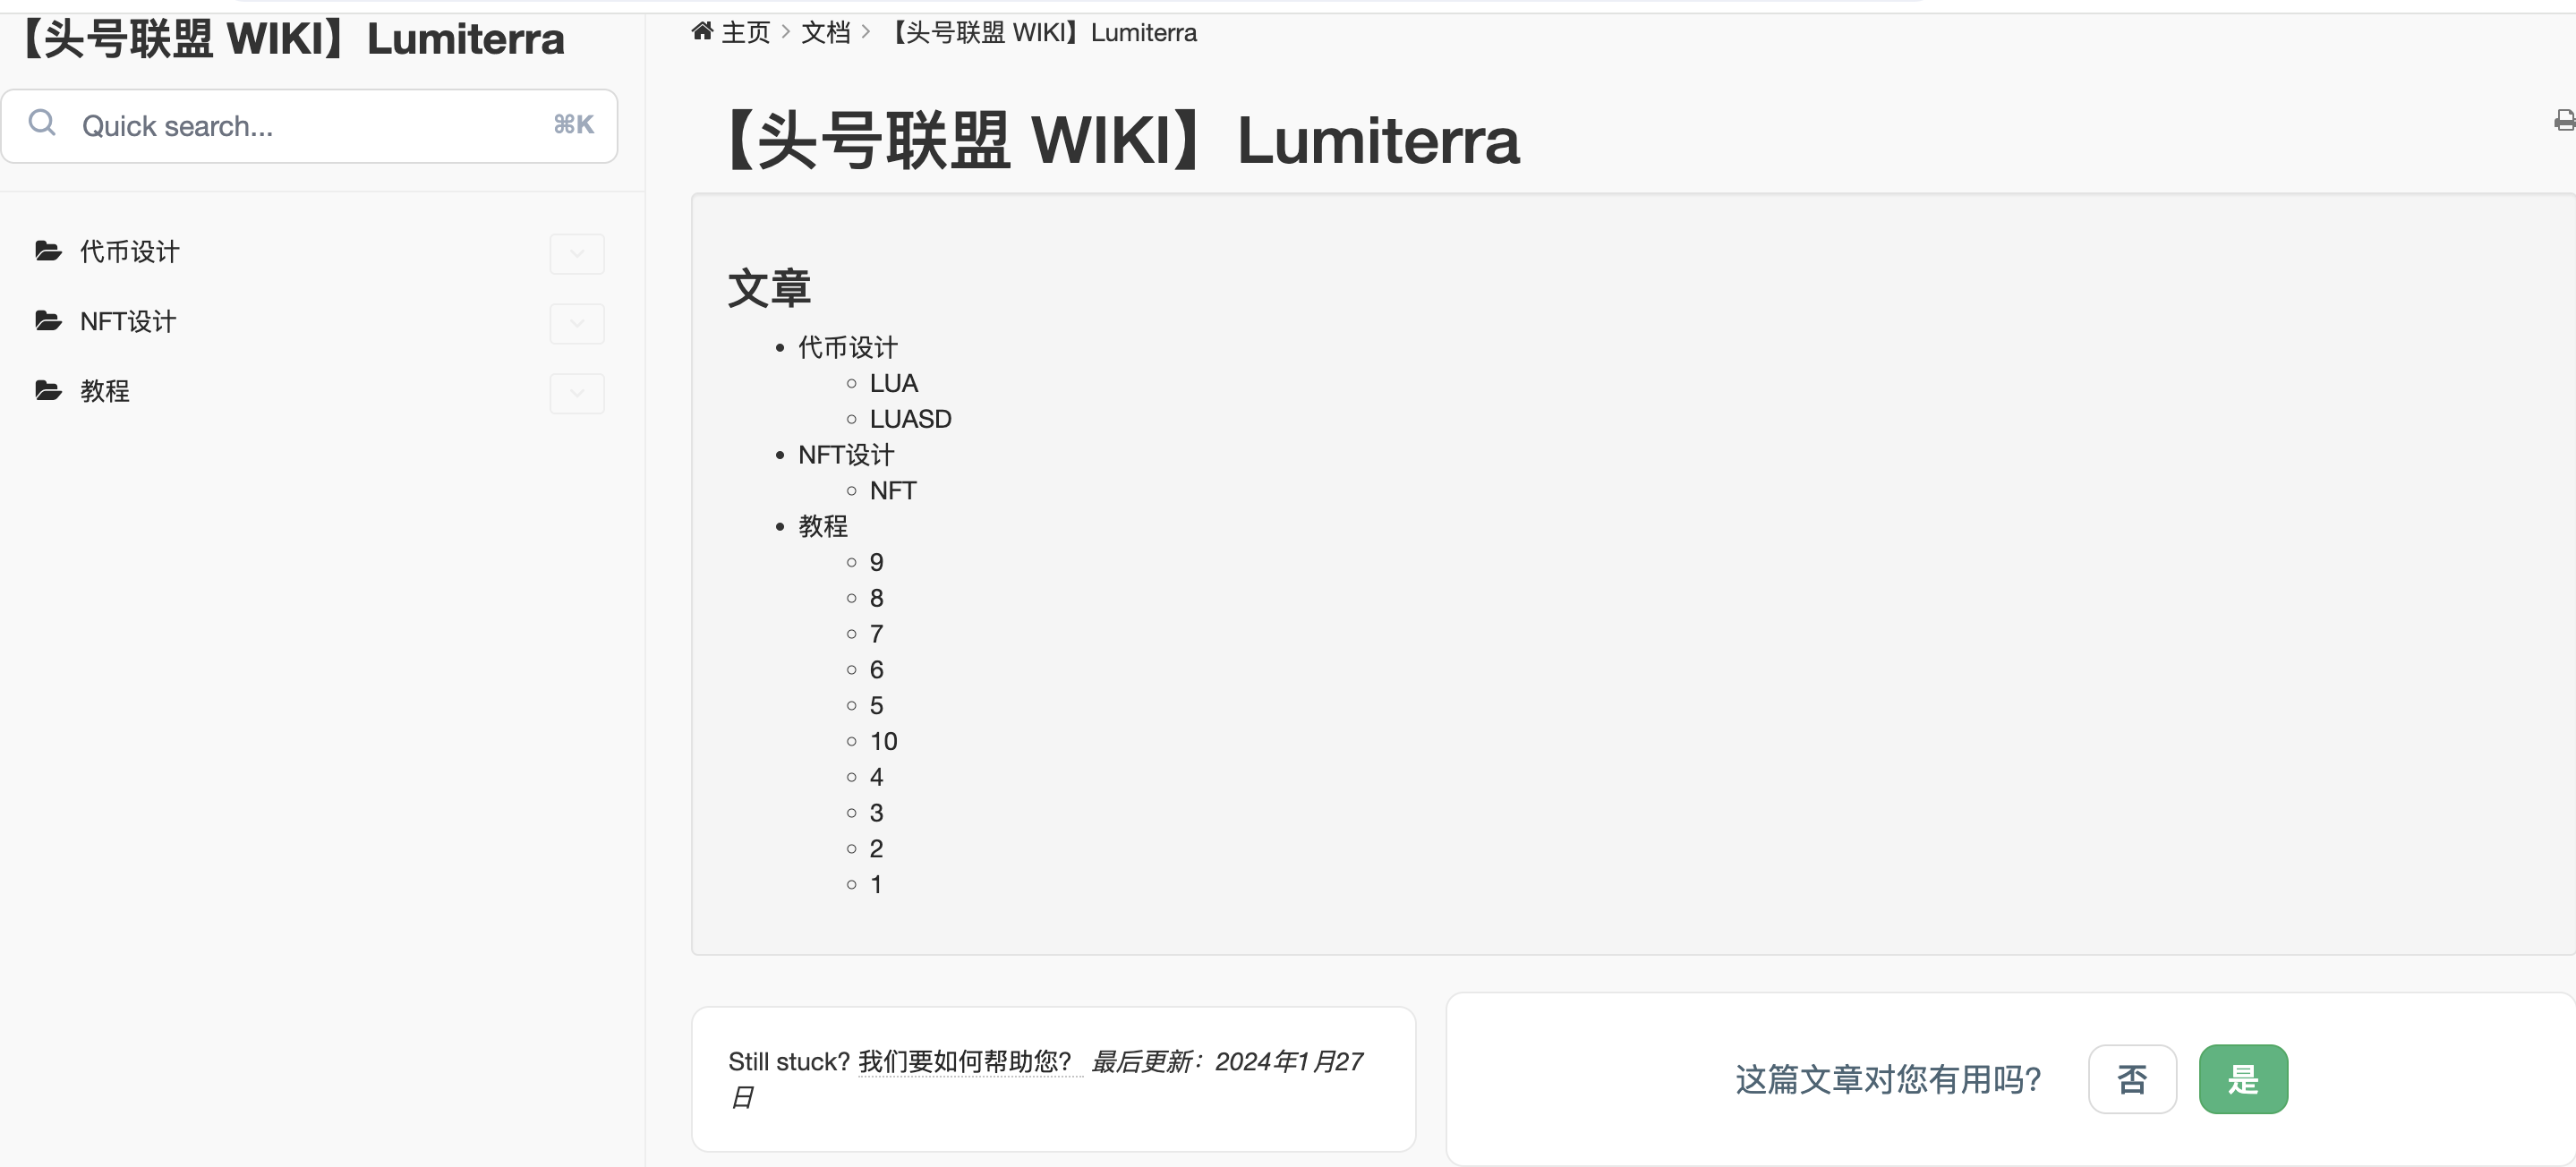 【头号联盟 WIKI】Lumiterra
Quick search...
⌘K
代币设计
NFT设计
教程
主页 > 文档 > 【头号联盟 WIKI】Lumiterra
【头号联盟 WIKI】Lumiterra
文章
代币设计
LUA
LUASD
NFT设计
NFT
教程
9
8
7
6
5
10
4
3
2
1
Still stuck? 我们要如何帮助您? 最后更新：2024年1月27
日
这篇文章对您有用吗?
否
是